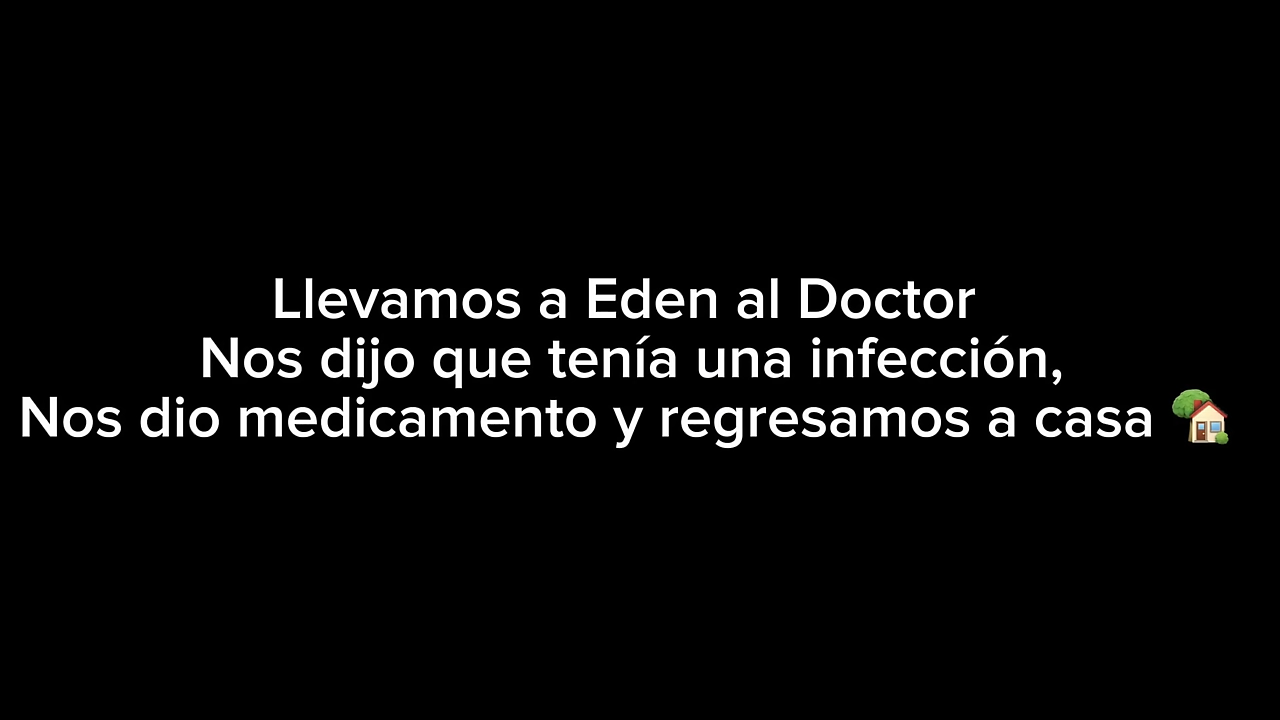 Llevamos a Eden al Doctor
Nos dijo que tenía una infección,
Nos dio medicamento y regresamos a casa 🏡